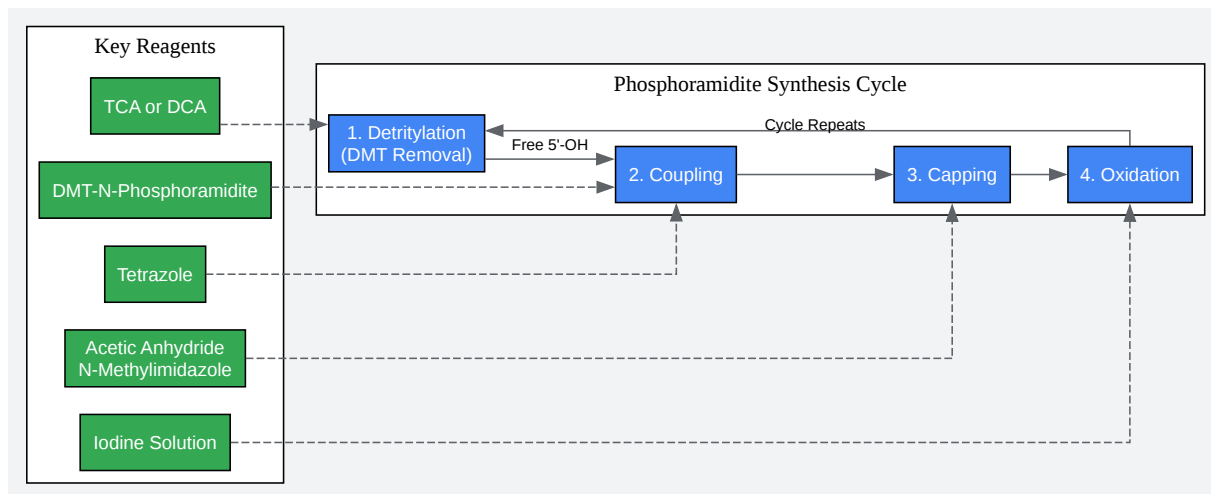 Key Reagents
TCA or DCA
DMT-N-Phosphoramidite
Tetrazole
Acetic Anhydride
N-Methylimidazole
Iodine Solution
Phosphoramidite Synthesis Cycle
1. Detritylation
(DMT Removal)
Free 5'-OH
Cycle Repeats
2. Coupling
3. Capping
4. Oxidation